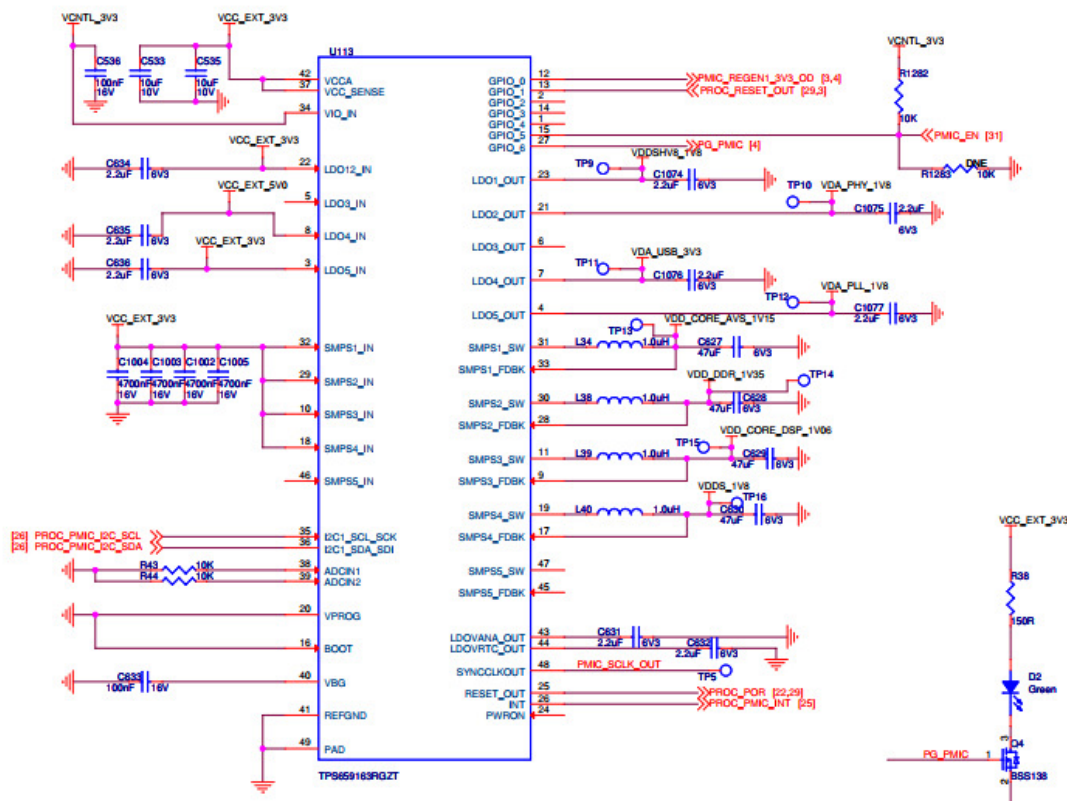 VCNTL_3V3
VCC_EXT_3V3
C536
100nF
16V
C533
10uF
10V
C535
10uF
10V
U113
42 VCCA
37 VCC_SENSE
34 VIO_IN
VCC_EXT_3V3
C634
2.2uF 6V3
22 LDO12_IN
VCC_EXT_5V0
5 LDO3_IN
C635
2.2uF 6V3
8 LDO4_IN
VCC_EXT_3V3
C636
2.2uF 6V3
3 LDO5_IN
VCC_EXT_3V3
C1004 C1003 C1002 C1005
4700nF 4700nF 4700nF 4700nF
16V 16V 16V 16V
32 SMPS1_IN
29 SMPS2_IN
10 SMPS3_IN
18 SMPS4_IN
46 SMPS5_IN
[26] PROC_PMIC_I2C_SCL 35 I2C1_SCL_SCK
[26] PROC_PMIC_I2C_SDA 36 I2C1_SDA_SDI
R43 10K 38 ADCIN1
R44 10K 39 ADCIN2
20 VPROG
16 BOOT
C633
100nF 16V
40 VBG
41 REFGND
49 PAD
TPS659163RGZT
GPIO_0 12 PMIC_REGEN1_3V3_OD [3,4]
GPIO_1 13 PROC_RESET_OUT [29,3]
GPIO_2 2
GPIO_3 14
GPIO_4 1
GPIO_5 15 PMIC_EN [31]
GPIO_6 27 PG_PMIC [4]
VCNTL_3V3
R1282
10K
DNE
R1283 10K
TP9
VDDSHV8_1V8
LDO1_OUT 23
C1074
2.2uF 6V3
TP10
VDA_PHY_1V8
LDO2_OUT 21
C1075 2.2uF
6V3
LDO3_OUT 6
VDA_USB_3V3
TP11
LDO4_OUT 7
C1076 2.2uF
6V3
VDA_PLL_1V8
TP12
LDO5_OUT 4
C1077
2.2uF 6V3
VDD_CORE_AVS_1V15
TP13
SMPS1_SW 31 L34 1.0uH
C627
47uF 6V3
SMPS1_FDBK 33
VDD_DDR_1V35
TP14
SMPS2_SW 30 L38 1.0uH
C628
47uF 6V3
SMPS2_FDBK 28
VDD_CORE_DSP_1V06
TP15
SMPS3_SW 11 L39 1.0uH
C629
47uF 6V3
SMPS3_FDBK 9
VDDS_1V8
TP16
SMPS4_SW 19 L40 1.0uH
C630
47uF 6V3
SMPS4_FDBK 17
SMPS5_SW 47
SMPS5_FDBK 45
LDOVANA_OUT 43
C631
2.2uF 6V3
LDOVRTC_OUT 44
C632
2.2uF 6V3
SYNCCLKOUT 48 PMIC_SCLK_OUT
TP5
RESET_OUT 25 PROC_POR [22,29]
INT 26 PROC_PMIC_INT [25]
PWRON 24
VCC_EXT_3V3
R38
150R
D2
Green
3
Q4
PG_PMIC 1
BSS138
2